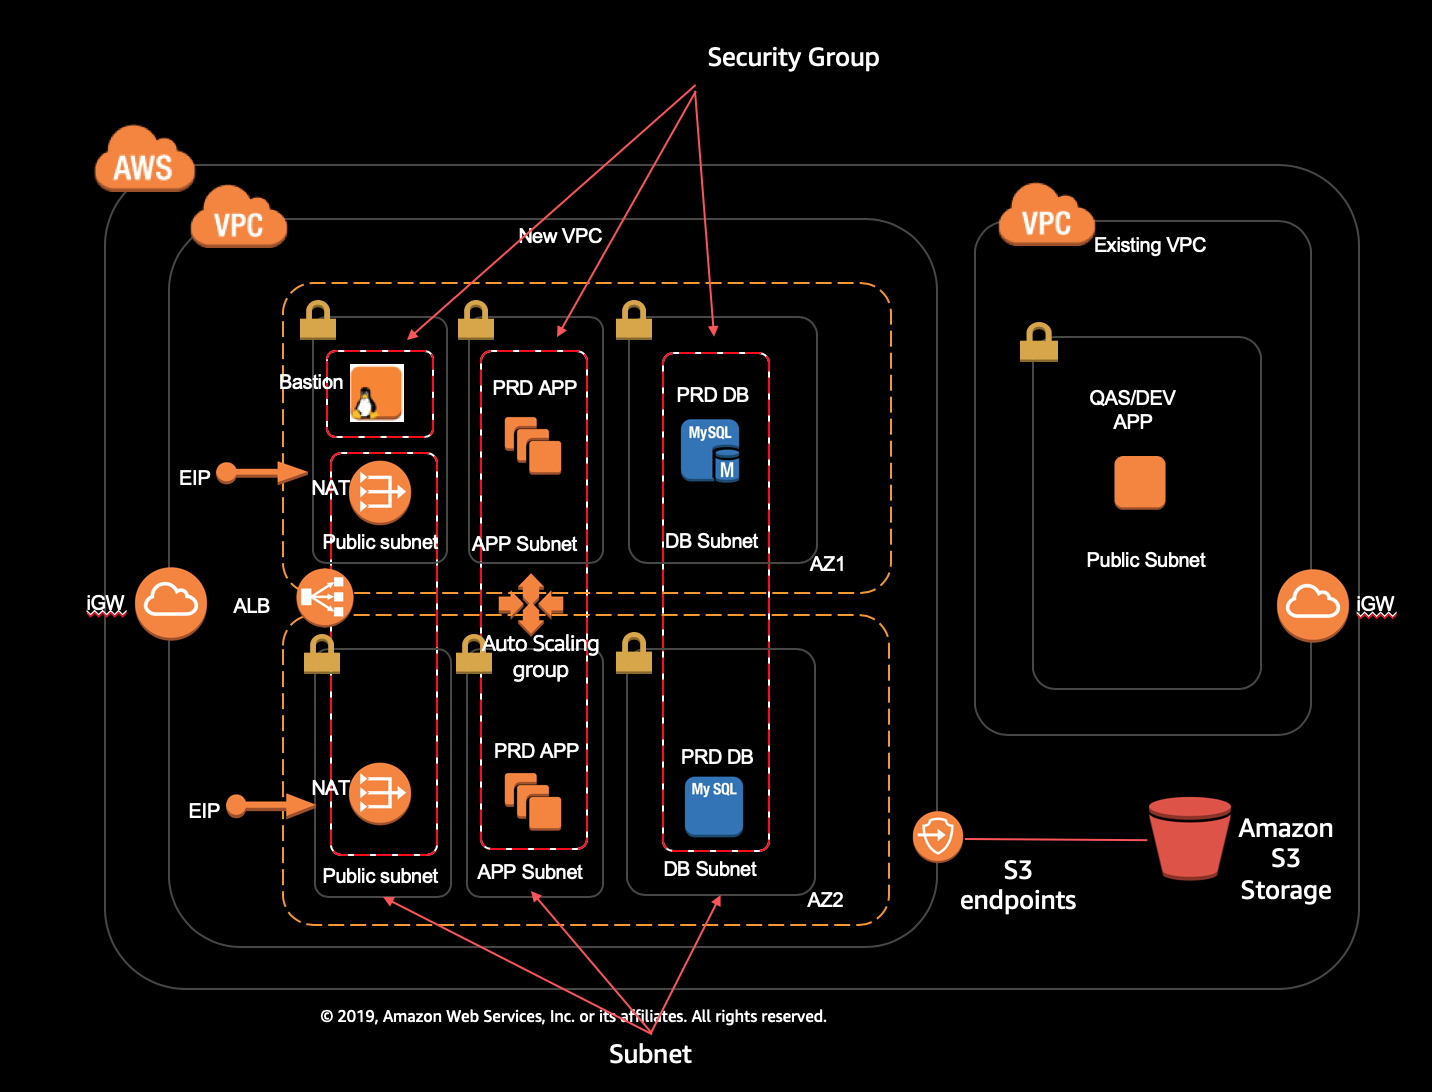 Security Group
AWS
VPC
New VPC
VPC
Existing VPC
Bastion
PRD APP
PRD DB
MySQL
M
QAS/DEV
APP
EIP
NAT
Public subnet
APP Subnet
DB Subnet
AZ1
Public Subnet
iGW
ALB
iGW
Auto Scaling
group
PRD APP
PRD DB
My SQL
NAT
EIP
Public subnet
APP Subnet
DB Subnet
AZ2
S3
endpoints
Amazon
S3
Storage
© 2019, Amazon Web Services, Inc. or its affiliates. All rights reserved.
Subnet